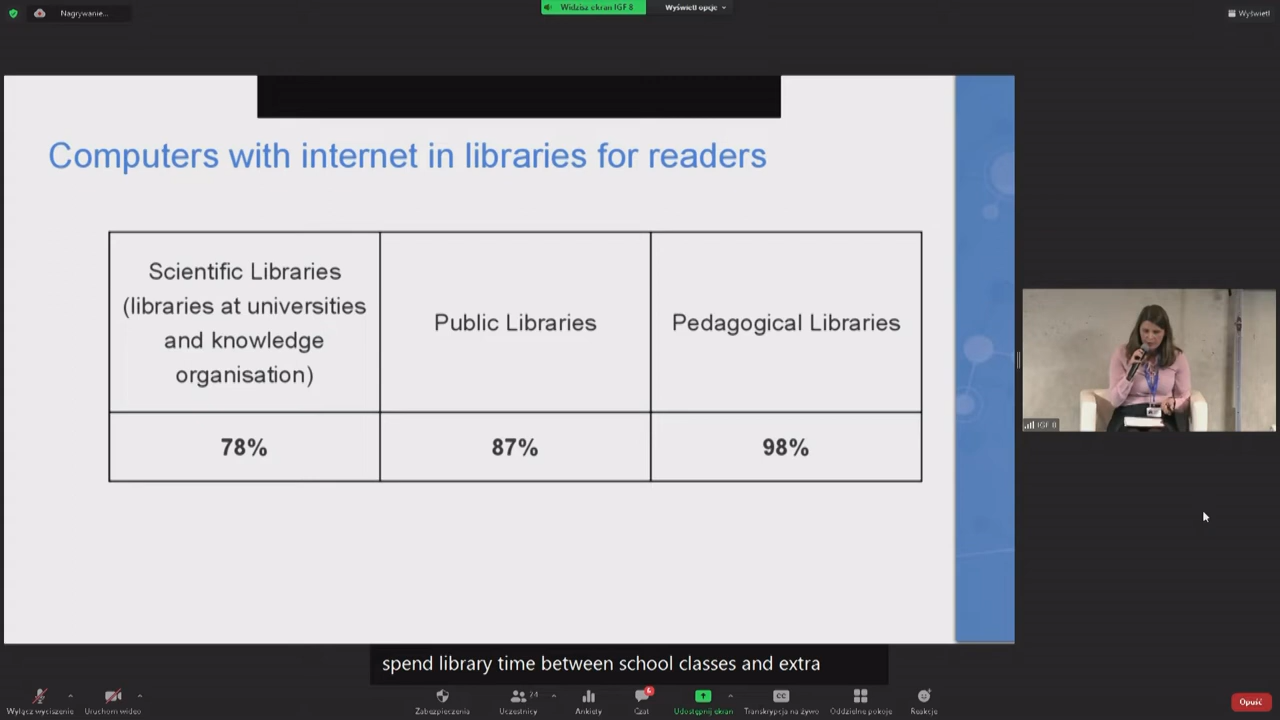 Nagrywanie...
Widzisz ekran IGF 8
Wyświetl opcje
Wyświetl
Computers with internet in libraries for readers
Scientific Libraries
(libraries at universities
and knowledge
organisation)
Public Libraries
Pedagogical Libraries
78%
87%
98%
IGF 8
spend library time between school classes and extra
Wyłącz wyciszenie
Uruchom wideo
Zabezpieczenia
Uczestnicy
24
Ankiety
Czat
6
Udostępnij ekran
CC
Transkrypcja na żywo
Oddzielne pokoje
Reakcje
Opuść